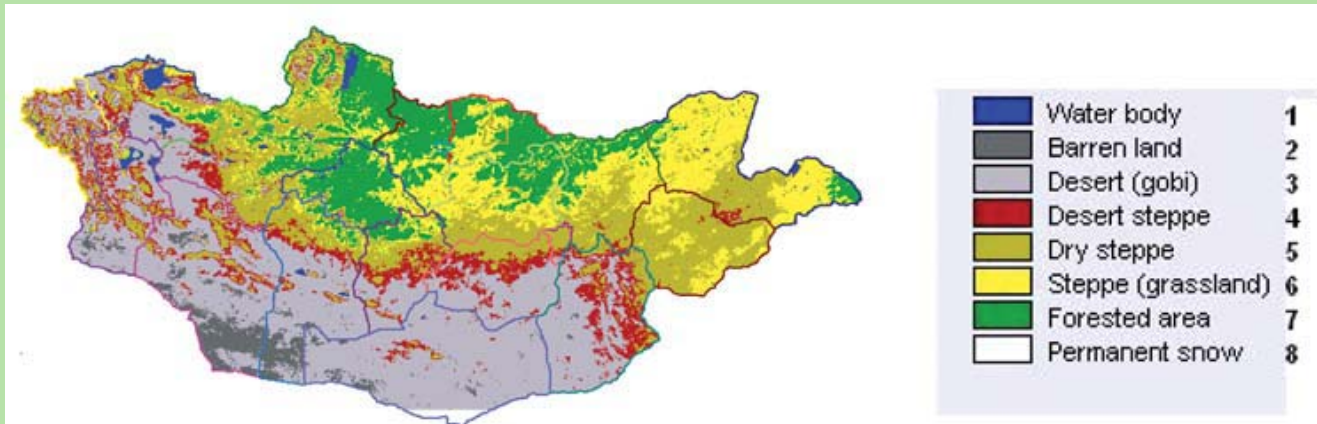 Water body 1
Barren land 2
Desert (gobi) 3
Desert steppe 4
Dry steppe 5
Steppe (grassland) 6
Forested area 7
Permanent snow 8